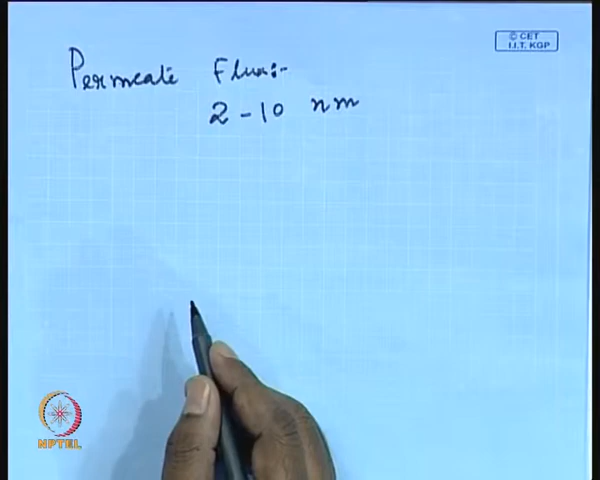 © CET
I.I.T. KGP
Permeate Flux:-
2-10 nm
NPTEL